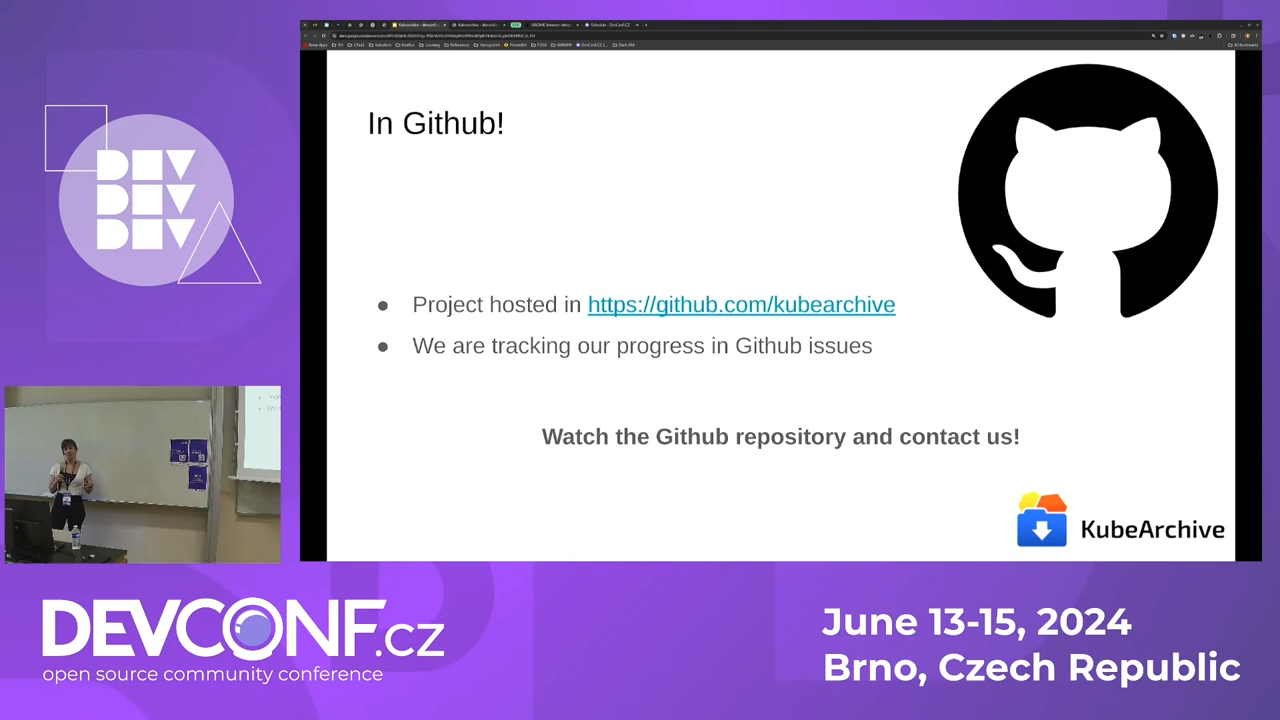 DEV
DEV
DEV
In Github!
● Project hosted in https://github.com/kubearchive
● We are tracking our progress in Github issues
Watch the Github repository and contact us!
KubeArchive
DEVCONF.cz
open source community conference
June 13-15, 2024
Brno, Czech Republic